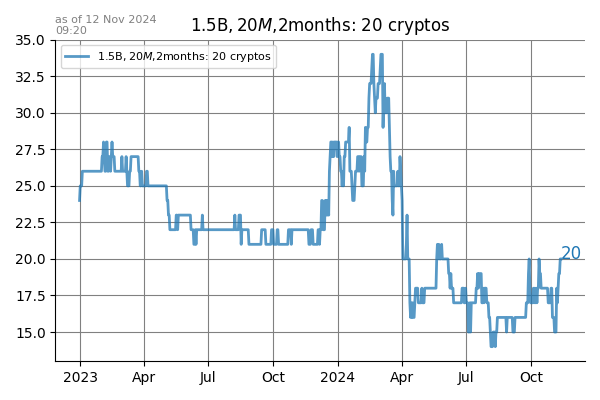 as of 12 Nov 2024
09:20
1.5B, 20M,2months: 20 cryptos
1.5B, 20M,2months: 20 cryptos
35.0
32.5
30.0
27.5
25.0
22.5
20.0
17.5
15.0
20
2023 Apr Jul Oct 2024 Apr Jul Oct